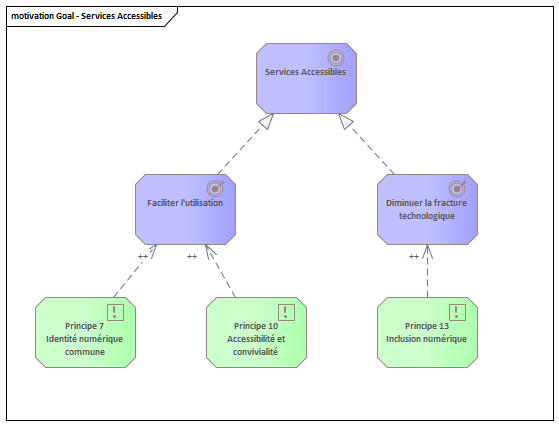 motivation Goal - Services Accessibles
Services Accessibles
Faciliter l'utilisation
Diminuer la fracture
technologique
++
++
++
Principe 7
Identité numérique
commune
Principe 10
Accessibilité et
convivialité
Principe 13
Inclusion numérique